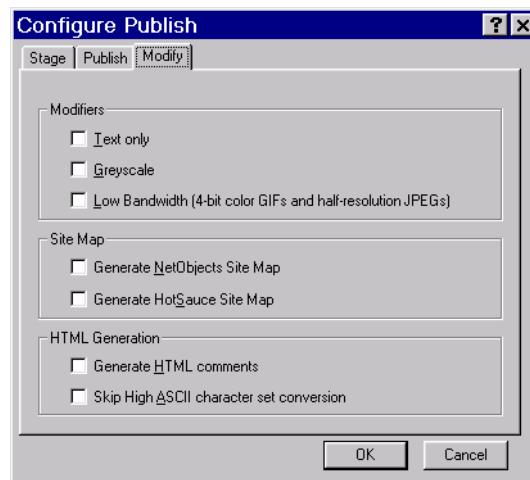 Configure Publish
? X
Stage Publish Modify
Modifiers
Text only
Greyscale
Low Bandwidth (4-bit color GIFs and half-resolution JPEGs)
Site Map
Generate NetObjects Site Map
Generate HotSauce Site Map
HTML Generation
Generate HTML comments
Skip High ASCII character set conversion
OK Cancel